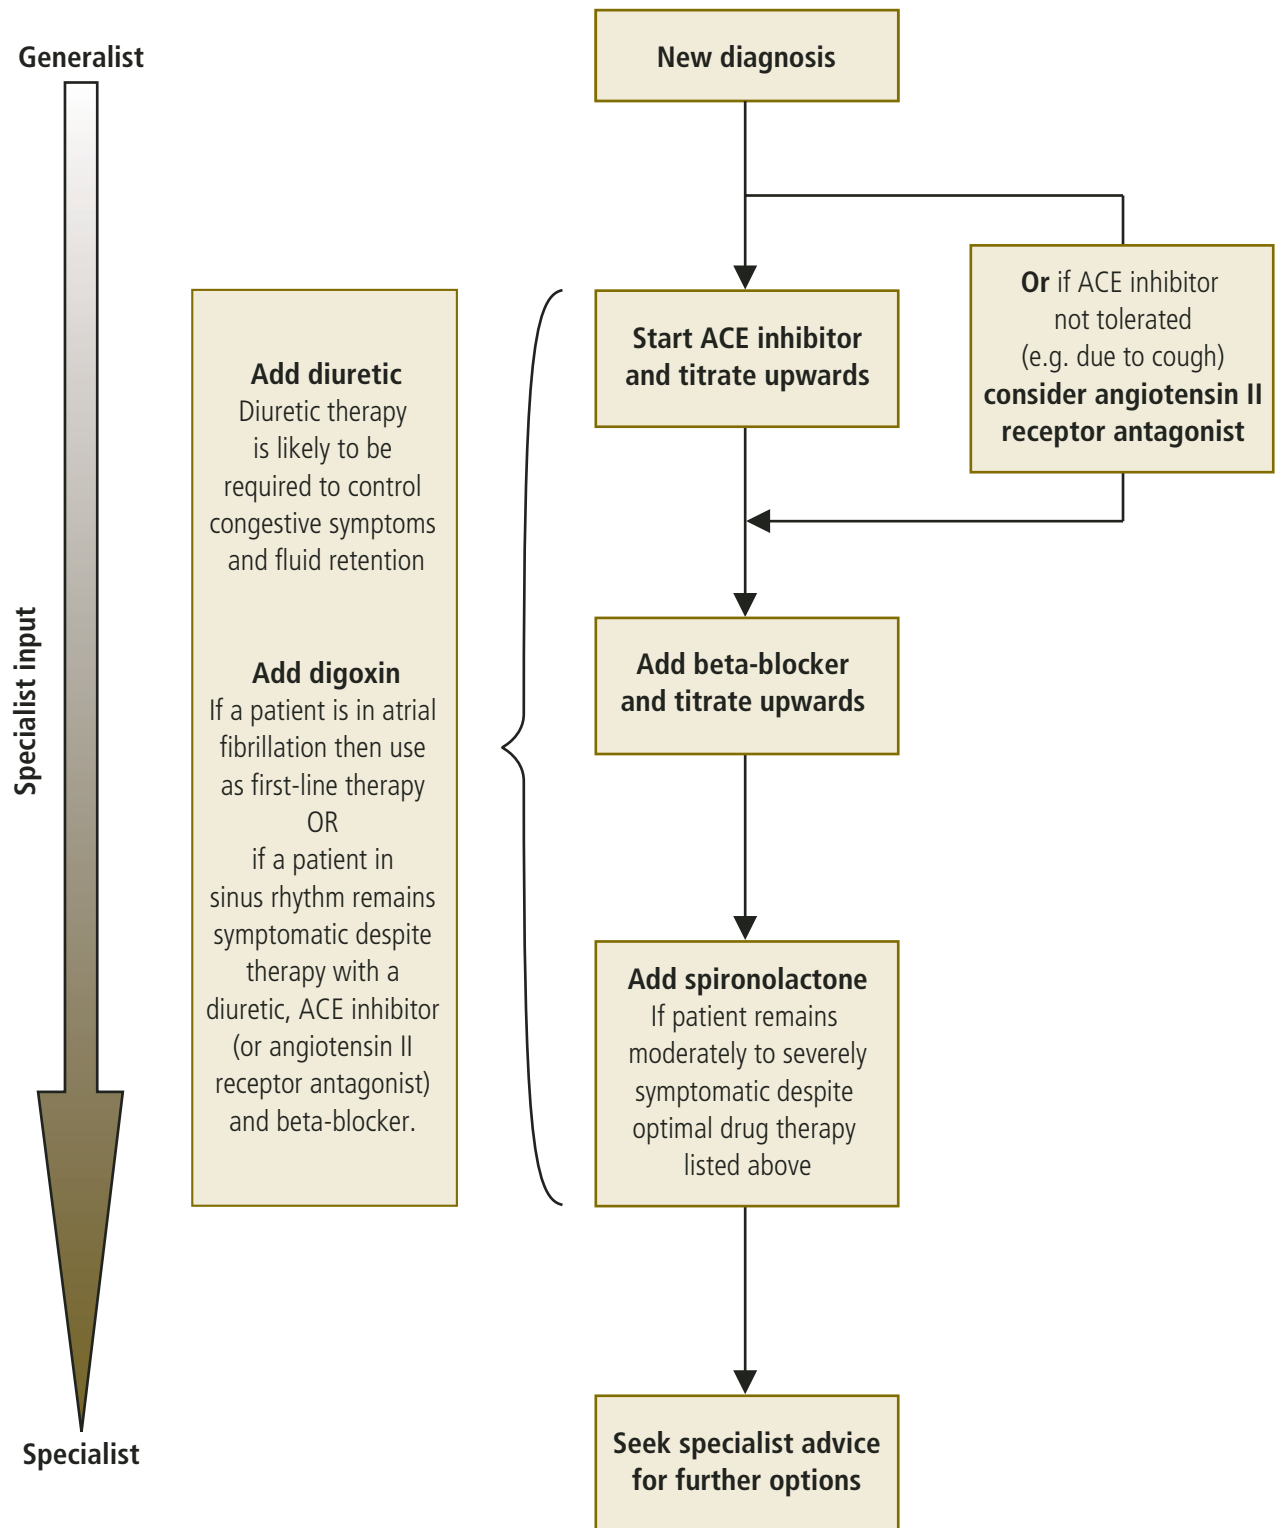 Generalist
New diagnosis
Or if ACE inhibitor
not tolerated
(e.g. due to cough)
consider angiotensin II
receptor antagonist
Start ACE inhibitor
and titrate upwards
Add diuretic
Diuretic therapy
is likely to be
required to control
congestive symptoms
and fluid retention
Add digoxin
If a patient is in atrial
fibrillation then use
as first-line therapy
OR
if a patient in
sinus rhythm remains
symptomatic despite
therapy with a
diuretic, ACE inhibitor
(or angiotensin II
receptor antagonist)
and beta-blocker.
Specialist input
Add beta-blocker
and titrate upwards
Add spironolactone
If patient remains
moderately to severely
symptomatic despite
optimal drug therapy
listed above
Seek specialist advice
for further options
Specialist